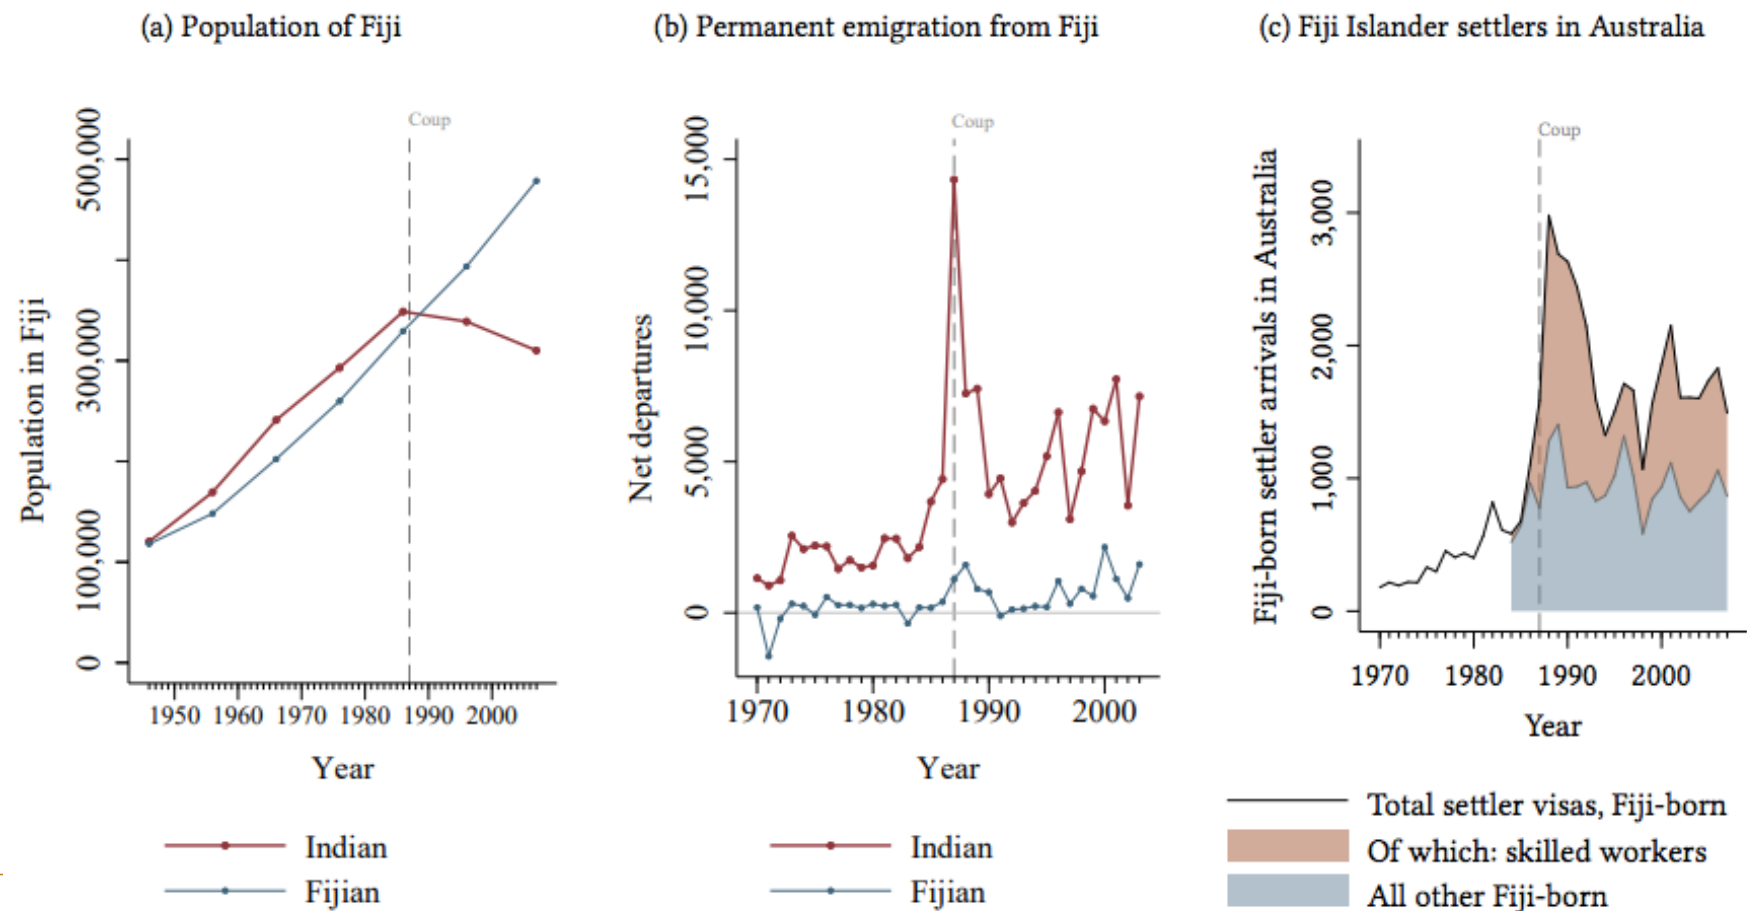 (a) Population of Fiji
Population in Fiji
500,000
300,000
100,000
0
Coup
1950 1960 1970 1980 1990 2000
Year
Indian
Fijian
(b) Permanent emigration from Fiji
Net departures
15,000
10,000
5,000
0
Coup
1970 1980 1990 2000
Year
Indian
Fijian
(c) Fiji Islander settlers in Australia
Fiji-born settler arrivals in Australia
3,000
2,000
1,000
0
Coup
1970 1980 1990 2000
Year
Total settler visas, Fiji-born
Of which: skilled workers
All other Fiji-born